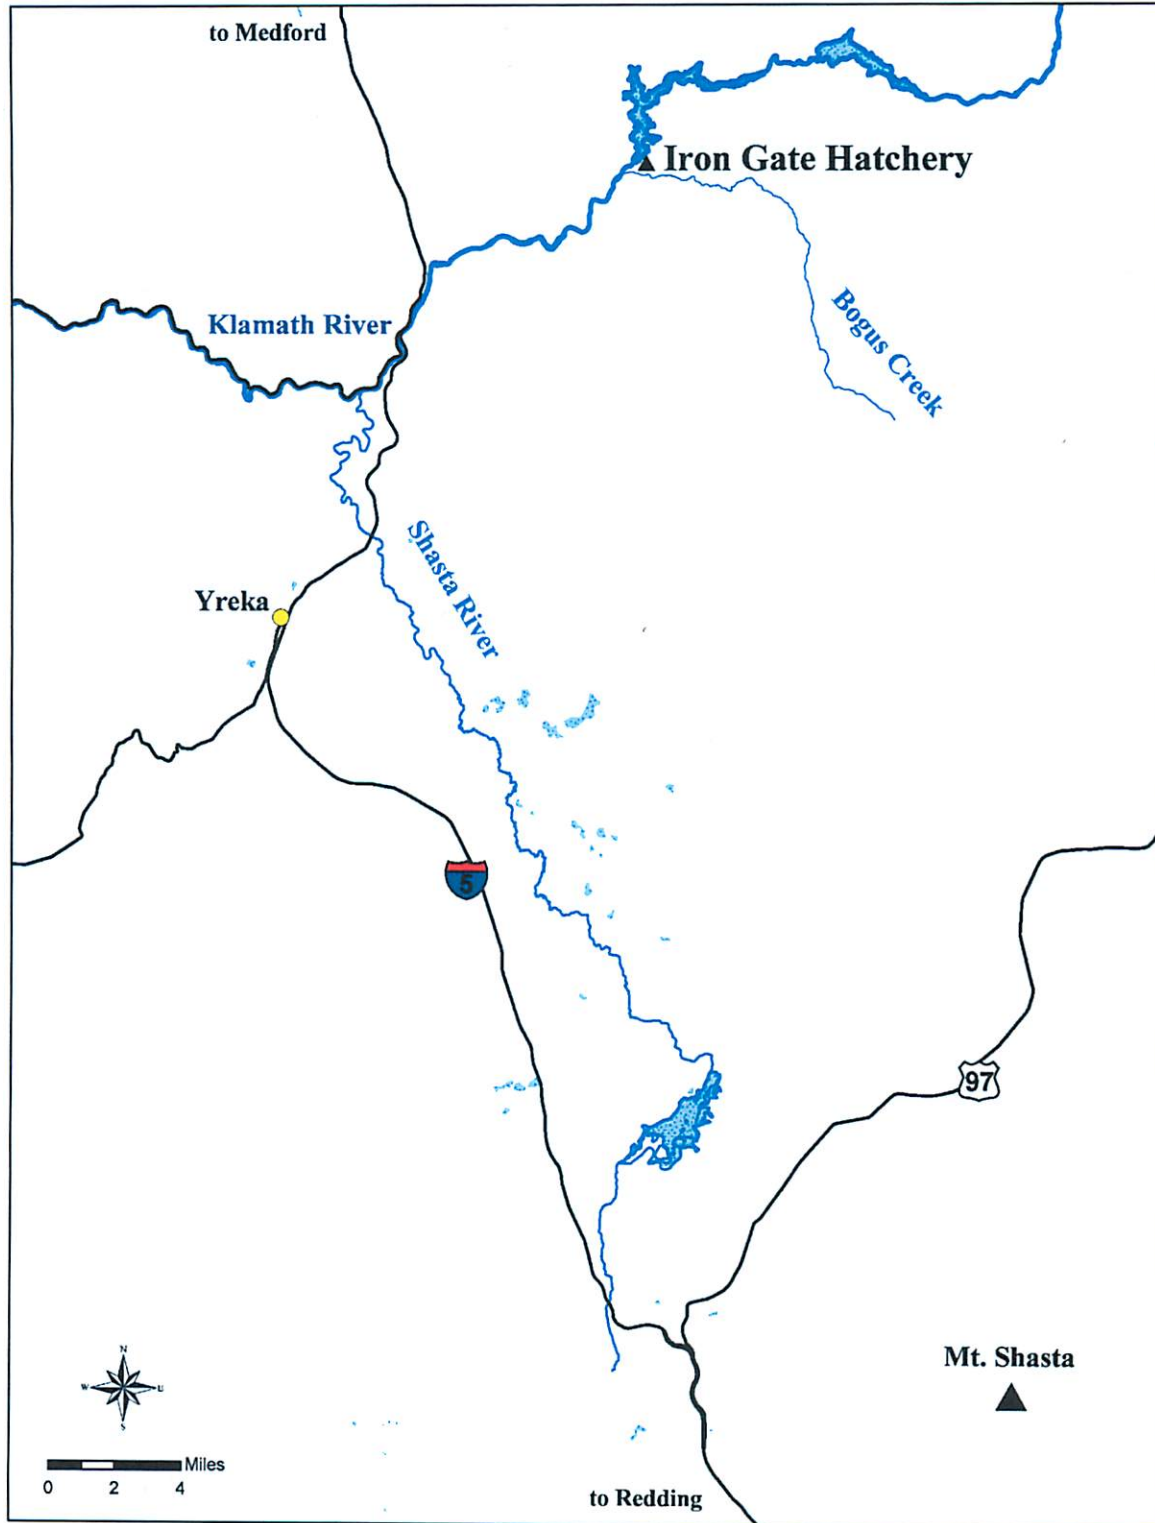 to Medford
Iron Gate Hatchery
Klamath River
Bogus Creek
Shasta River
Yreka
5
97
Mt. Shasta
N
W
S
Miles
0 2 4
to Redding